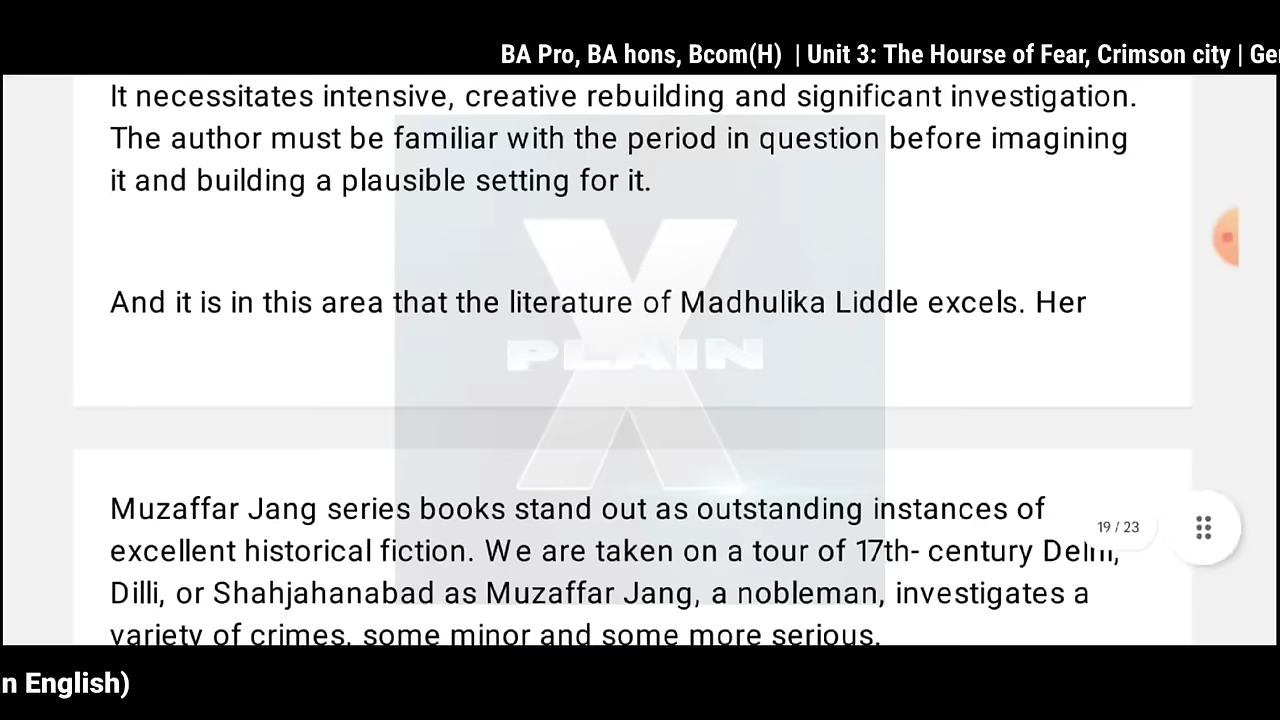 BA Pro, BA hons, Bcom(H) | Unit 3: The Hourse of Fear, Crimson city | Ge
It necessitates intensive, creative rebuilding and significant investigation.
The author must be familiar with the period in question before imagining
it and building a plausible setting for it.
And it is in this area that the literature of Madhulika Liddle excels. Her
PLAIN
Muzaffar Jang series books stand out as outstanding instances of
19 / 23
excellent historical fiction. We are taken on a tour of 17th- century Delhi,
Dilli, or Shahjahanabad as Muzaffar Jang, a nobleman, investigates a
variety of crimes, some minor and some more serious.
n English)